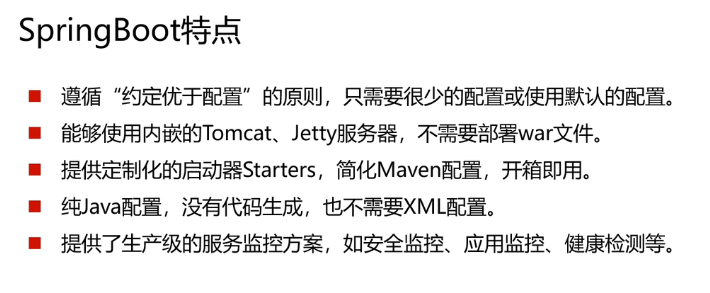 SpringBoot特点
遵循“约定优于配置”的原则，只需要很少的配置或使用默认的配置。
能够使用内嵌的Tomcat、Jetty服务器，不需要部署war文件。
提供定制化的启动器Starters，简化Maven配置，开箱即用。
纯Java配置，没有代码生成，也不需要XML配置。
提供了生产级的服务监控方案，如安全监控、应用监控、健康检测等。